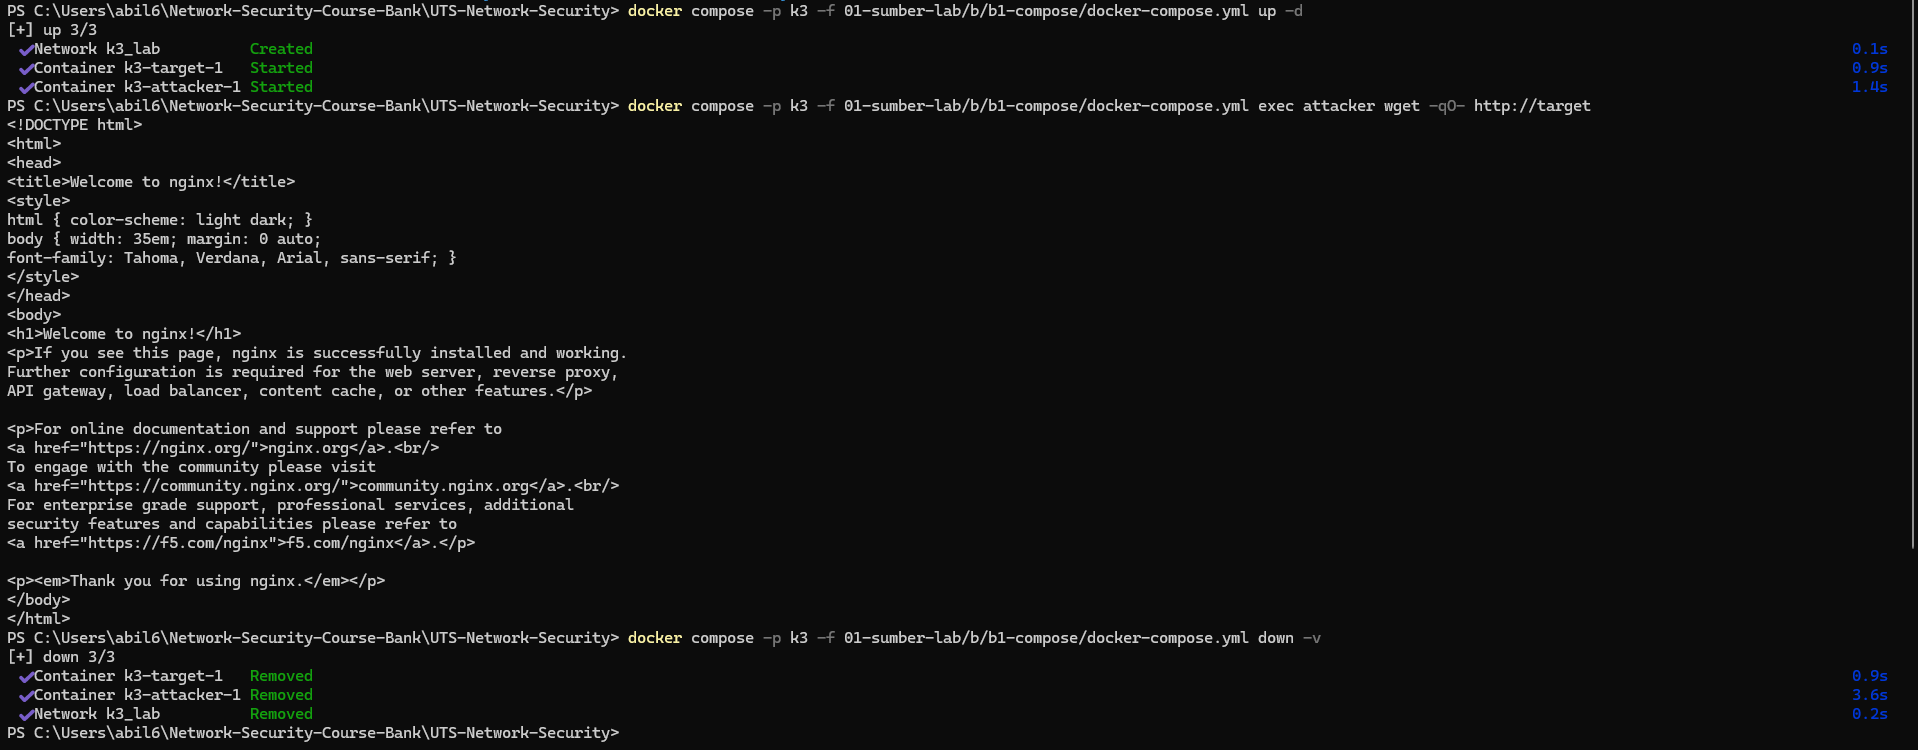 PS C:\Users\abil6\Network-Security-Course-Bank\UTS-Network-Security> docker compose -p k3 -f 01-sumber-lab/b/b1-compose/docker-compose.yml up -d
[+] up 3/3
✔Network k3_lab Created 0.1s
✔Container k3-target-1 Started 0.9s
✔Container k3-attacker-1 Started 1.4s
PS C:\Users\abil6\Network-Security-Course-Bank\UTS-Network-Security> docker compose -p k3 -f 01-sumber-lab/b/b1-compose/docker-compose.yml exec attacker wget -qO- http://target
<!DOCTYPE html>
<html>
<head>
<title>Welcome to nginx!</title>
<style>
html { color-scheme: light dark; }
body { width: 35em; margin: 0 auto;
font-family: Tahoma, Verdana, Arial, sans-serif; }
</style>
</head>
<body>
<h1>Welcome to nginx!</h1>
<p>If you see this page, nginx is successfully installed and working.
Further configuration is required for the web server, reverse proxy,
API gateway, load balancer, content cache, or other features.</p>

<p>For online documentation and support please refer to
<a href="https://nginx.org/">nginx.org</a>.<br/>
To engage with the community please visit
<a href="https://community.nginx.org/">community.nginx.org</a>.<br/>
For enterprise grade support, professional services, additional
security features and capabilities please refer to
<a href="https://f5.com/nginx">f5.com/nginx</a>.</p>

<p><em>Thank you for using nginx.</em></p>
</body>
</html>
PS C:\Users\abil6\Network-Security-Course-Bank\UTS-Network-Security> docker compose -p k3 -f 01-sumber-lab/b/b1-compose/docker-compose.yml down -v
[+] down 3/3
✔Container k3-target-1 Removed 0.9s
✔Container k3-attacker-1 Removed 3.6s
✔Network k3_lab Removed 0.2s
PS C:\Users\abil6\Network-Security-Course-Bank\UTS-Network-Security>